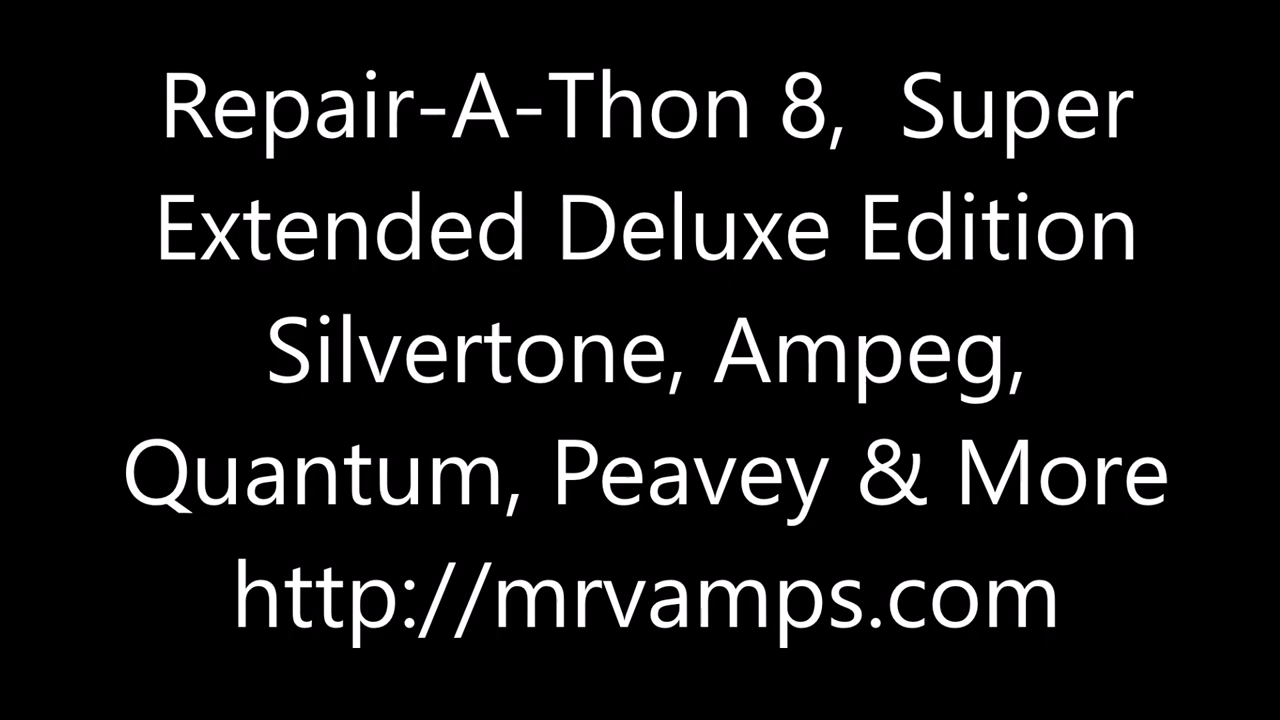 Repair-A-Thon 8,  Super
Extended Deluxe Edition
Silvertone, Ampeg,
Quantum, Peavey & More
http://mrvamps.com